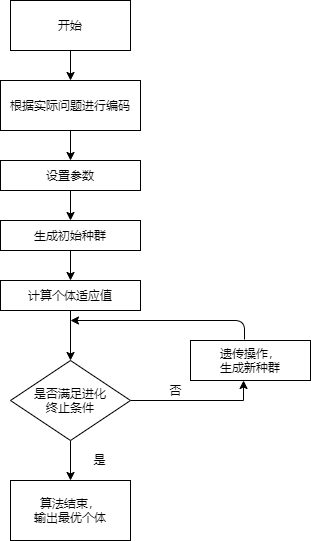 开始
根据实际问题进行编码
设置参数
生成初始种群
计算个体适应值
遗传操作，
生成新种群
是否满足进化
终止条件
否
是
算法结束，
输出最优个体